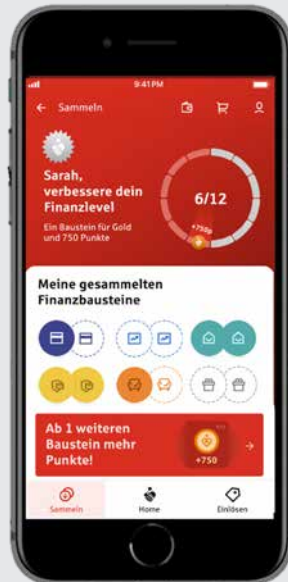 9:41 PM
Sammeln
Sarah,
verbessere dein
Finanzlevel
Ein Baustein für Gold
und 750 Punkte
6/12
+750P
Meine gesammelten
Finanzbausteine
Ab 1 weiteren
Baustein mehr
Punkte!
+750
Sammeln
Home
Einlösen